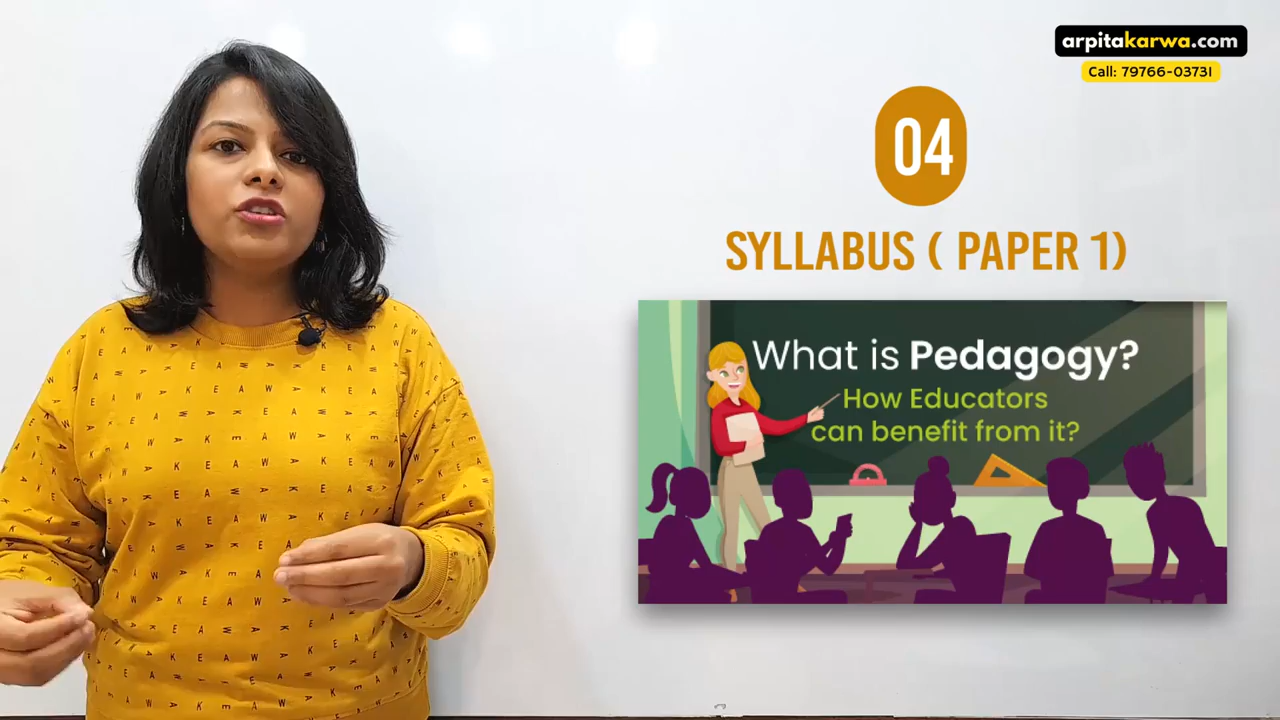 arpitakarwa.com
Call: 79766-03731
04
SYLLABUS ( PAPER 1)
What is Pedagogy?
How Educators
can benefit from it?